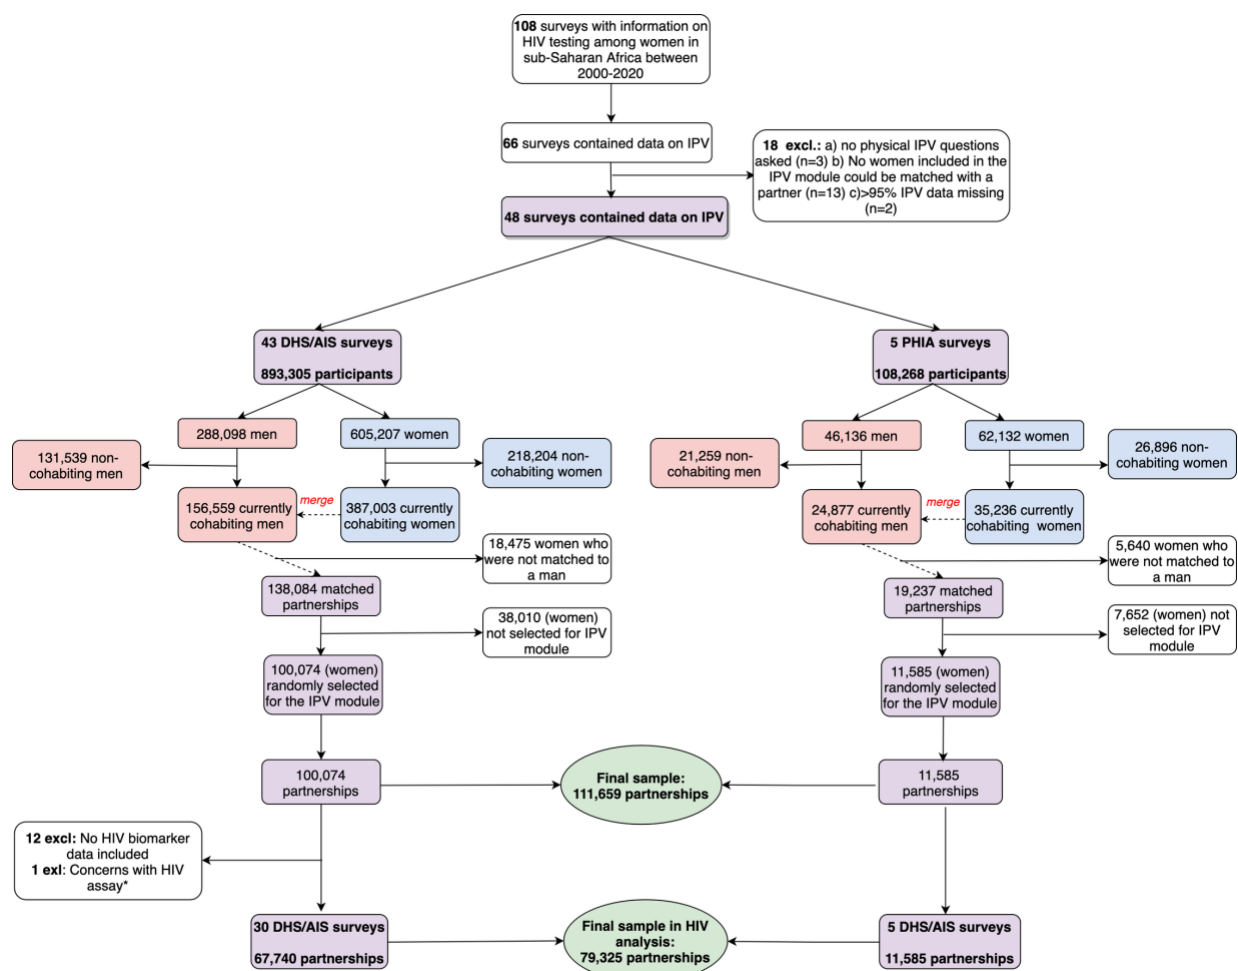 108 surveys with information on
HIV testing among women in
sub-Saharan Africa between
2000-2020
66 surveys contained data on IPV
18 excl.: a) no physical IPV questions
asked (n=3) b) No women included in
the IPV module could be matched with a
partner (n=13) c)>95% IPV data missing
(n=2)
48 surveys contained data on IPV
43 DHS/AIS surveys
893,305 participants
5 PHIA surveys
108,268 participants
288,098 men
605,207 women
46,136 men
62,132 women
131,539 non-
cohabiting men
218,204 non-
cohabiting women
21,259 non-
cohabiting men
26,896 non-
cohabiting women
156,559 currently
cohabiting men
merge
387,003 currently
cohabiting women
24,877 currently
cohabiting men
merge
35,236 currently
cohabiting women
18,475 women who
were not matched to
a man
5,640 women who
were not matched to
a man
138,084 matched
partnerships
19,237 matched
partnerships
38,010 (women)
not selected for IPV
module
7,652 (women) not
selected for IPV
module
100,074 (women)
randomly selected
for the IPV module
11,585 (women)
randomly selected
for the IPV module
100,074
partnerships
Final sample:
111,659 partnerships
11,585
partnerships
12 excl: No HIV biomarker
data included
1 exl: Concerns with HIV
assay*
30 DHS/AIS surveys
67,740 partnerships
Final sample in HIV
analysis:
79,325 partnerships
5 DHS/AIS surveys
11,585 partnerships